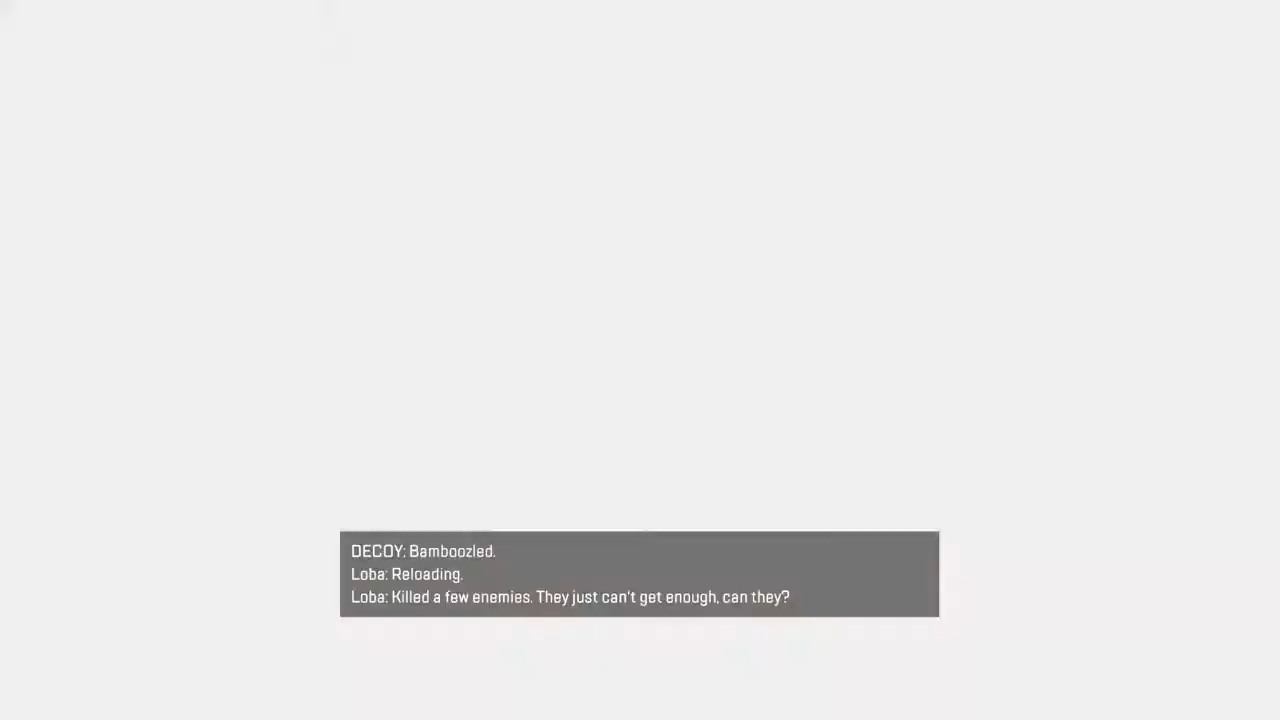 DECOY: Bamboozled.
Loba: Reloading.
Loba: Killed a few enemies. They just can't get enough, can they?